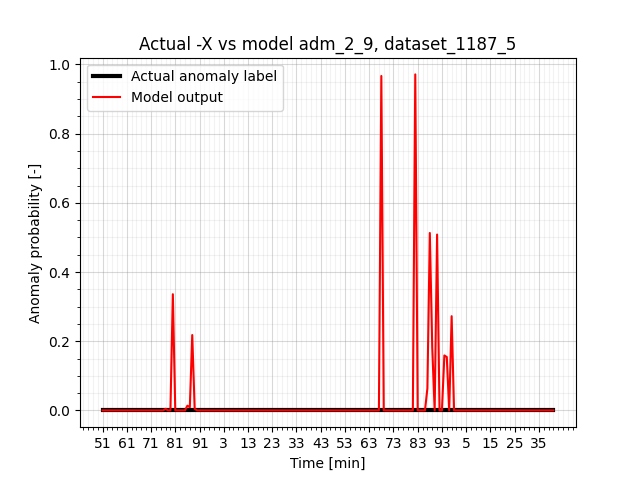 Actual -X vs model adm_2_9, dataset_1187_5
Actual anomaly label
Model output
Anomaly probability [-]
1.0
0.8
0.6
0.4
0.2
0.0
51 61 71 81 91 3 13 23 33 43 53 63 73 83 93 5 15 25 35
Time [min]